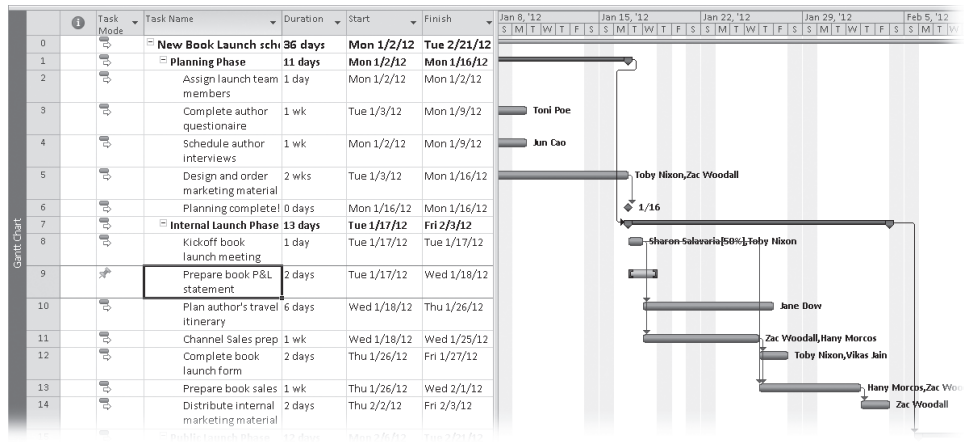 Jan 8, '12 Jan 15, '12 Jan 22, '12 Jan 29, '12 Feb 5, '12
Task Mode Task Name Duration Start Finish
S M T W T F S S M T W T F S S M T W T F S S M T W T F S S M T W
0 New Book Launch sch 36 days Mon 1/2/12 Tue 2/21/12
1 Planning Phase 11 days Mon 1/2/12 Mon 1/16/12
2 Assign launch team 1 day Mon 1/2/12 Mon 1/2/12
members
3 Complete author 1 wk Tue 1/3/12 Mon 1/9/12 Toni Poe
questionaire
4 Schedule author 1 wk Mon 1/2/12 Mon 1/9/12 Jun Cao
interviews
5 Design and order 2 wks Tue 1/3/12 Mon 1/16/12 Toby Nixon,Zac Woodall
marketing material
6 Planning complete! 0 days Mon 1/16/12 Mon 1/16/12 1/16
7 Internal Launch Phase 13 days Tue 1/17/12 Fri 2/3/12
8 Kickoff book 1 day Tue 1/17/12 Tue 1/17/12 Sharon Salavaria[50%],Toby Nixon
launch meeting
Gantt Chart
9 Prepare book P&L 2 days Tue 1/17/12 Wed 1/18/12
statement
10 Plan author's travel 6 days Wed 1/18/12 Thu 1/26/12 Jane Dow
itinerary
11 Channel Sales prep 1 wk Wed 1/18/12 Wed 1/25/12 Zac Woodall,Hany Morcos
12 Complete book 2 days Thu 1/26/12 Fri 1/27/12 Toby Nixon,Vikas Jain
launch form
13 Prepare book sales 1 wk Thu 1/26/12 Wed 2/1/12 Hany Morcos,Zac Woo
14 Distribute internal 2 days Thu 2/2/12 Fri 2/3/12 Zac Woodall
marketing material
Public Launch Phase 12 days Mon 2/6/12 Tue 2/21/12